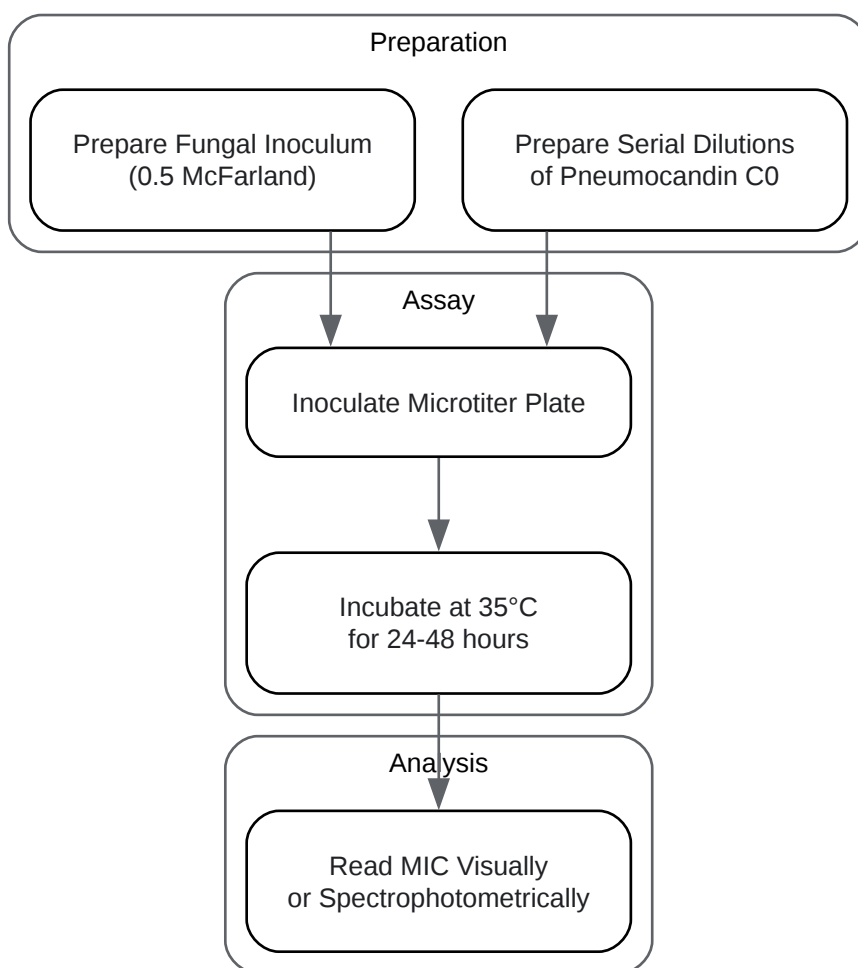 Preparation
Prepare Fungal Inoculum
(0.5 McFarland)
Prepare Serial Dilutions
of Pneumocandin C0
Assay
Inoculate Microtiter Plate
Incubate at 35°C
for 24-48 hours
Analysis
Read MIC Visually
or Spectrophotometrically